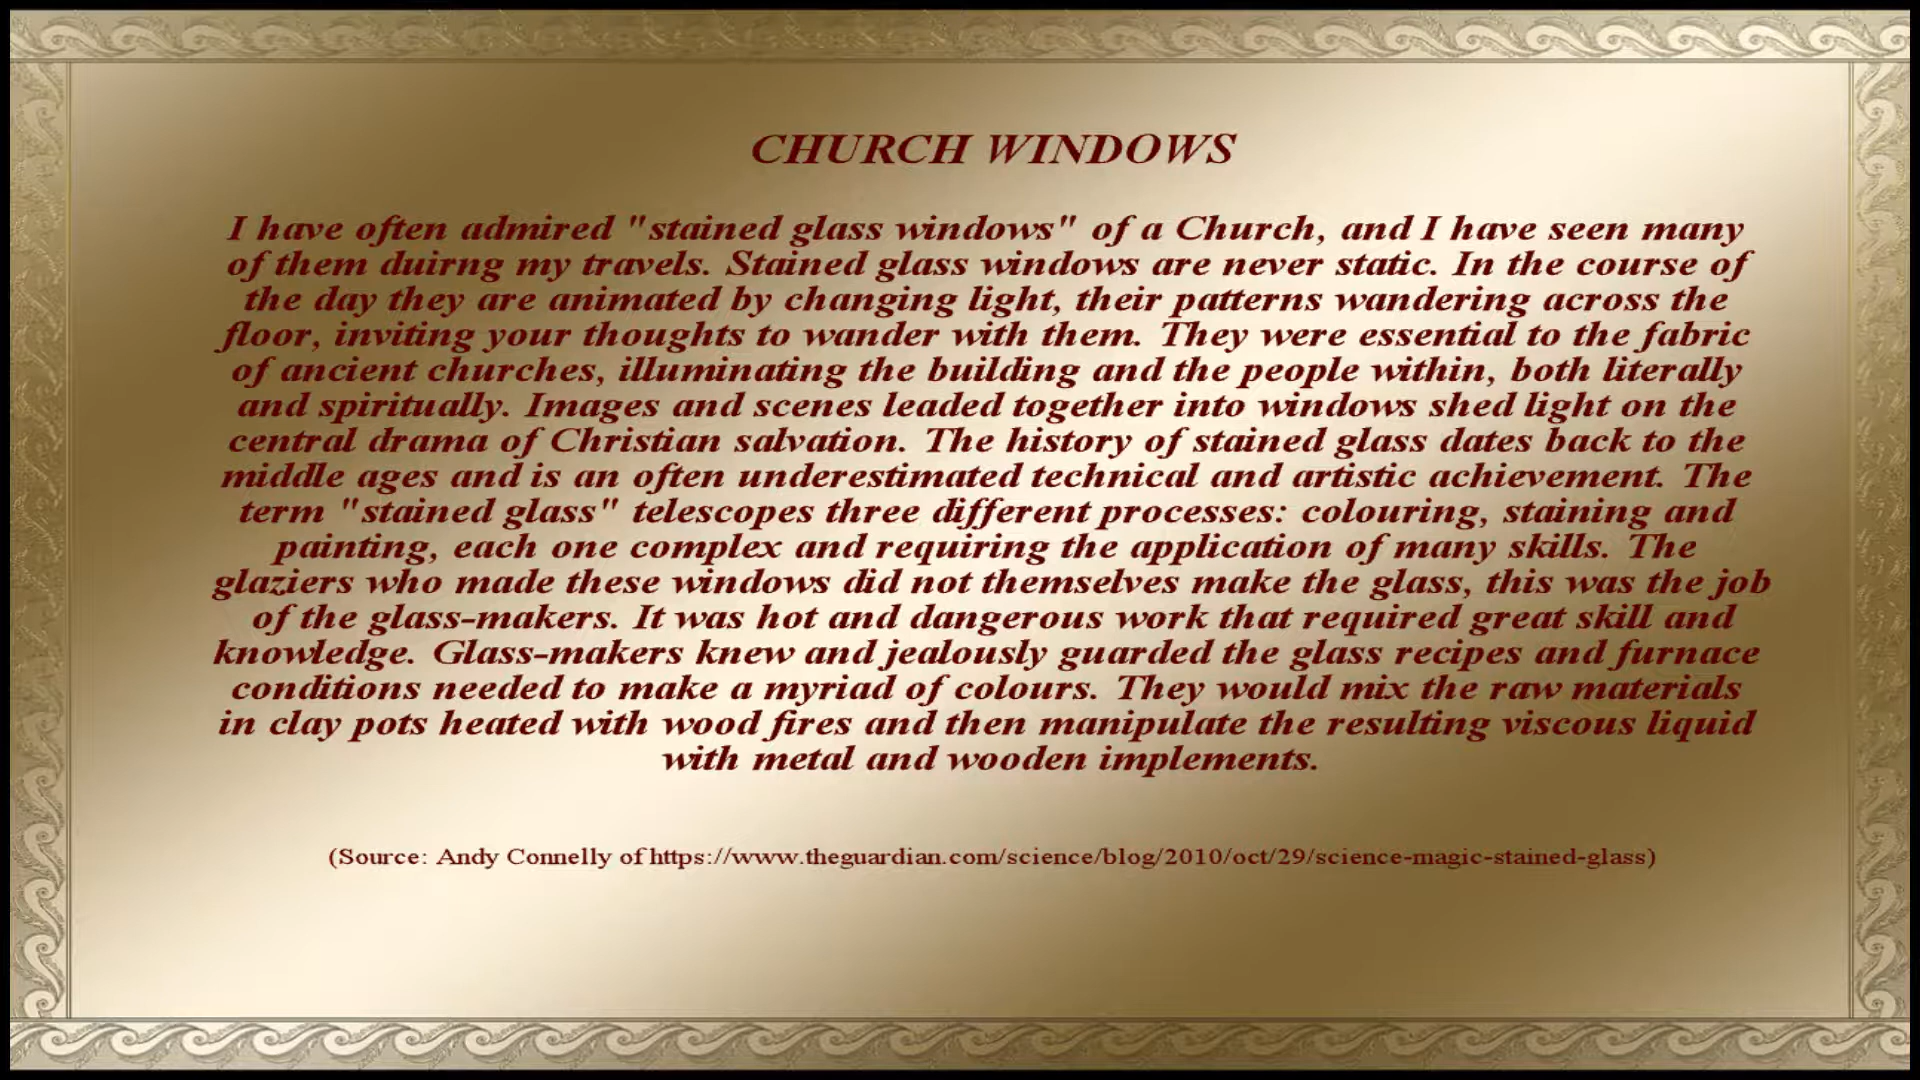 CHURCH WINDOWS
I have often admired "stained glass windows" of a Church, and I have seen many
of them duirng my travels. Stained glass windows are never static. In the course of
the day they are animated by changing light, their patterns wandering across the
floor, inviting your thoughts to wander with them. They were essential to the fabric
of ancient churches, illuminating the building and the people within, both literally
and spiritually. Images and scenes leaded together into windows shed light on the
central drama of Christian salvation. The history of stained glass dates back to the
middle ages and is an often underestimated technical and artistic achievement. The
term "stained glass" telescopes three different processes: colouring, staining and
painting, each one complex and requiring the application of many skills. The
glaziers who made these windows did not themselves make the glass, this was the job
of the glass-makers. It was hot and dangerous work that required great skill and
knowledge. Glass-makers knew and jealously guarded the glass recipes and furnace
conditions needed to make a myriad of colours. They would mix the raw materials
in clay pots heated with wood fires and then manipulate the resulting viscous liquid
with metal and wooden implements.
(Source: Andy Connelly of https://www.theguardian.com/science/blog/2010/oct/29/science-magic-stained-glass)